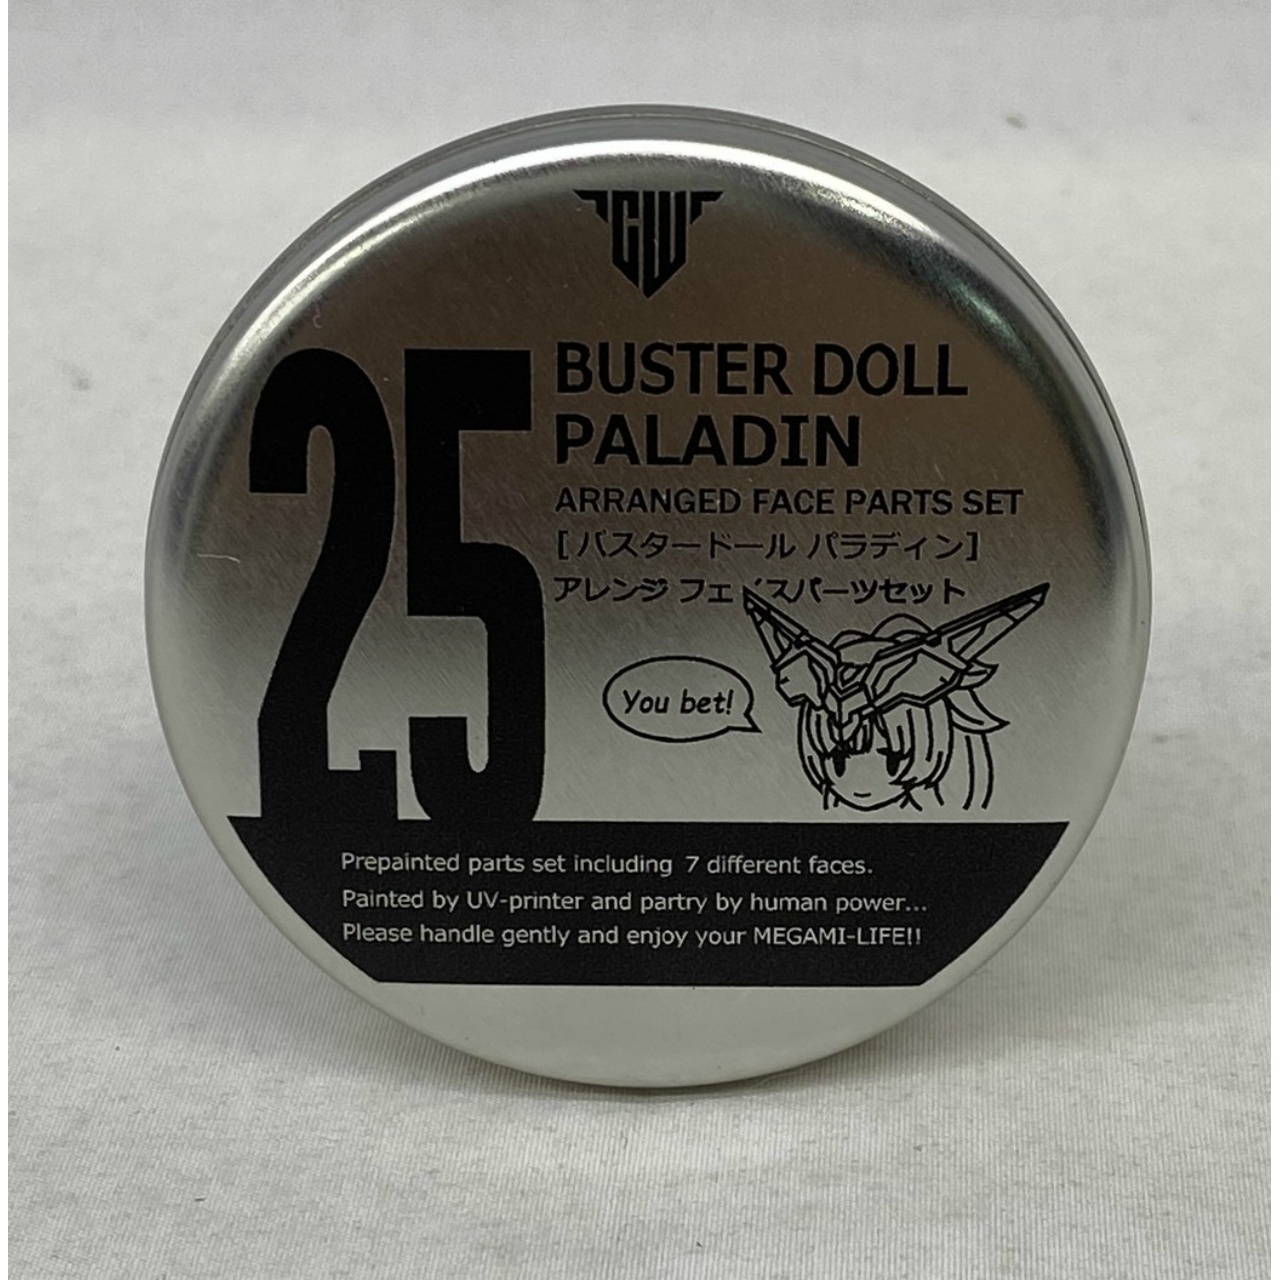 CW
25
BUSTER DOLL
PALADIN
ARRANGED FACE PARTS SET
[バスタードール パラディン]
アレンジ フェイスパーツセット
You bet!
Prepainted parts set including 7 different faces.
Painted by UV-printer and partry by human power...
Please handle gently and enjoy your MEGAMI-LIFE!!